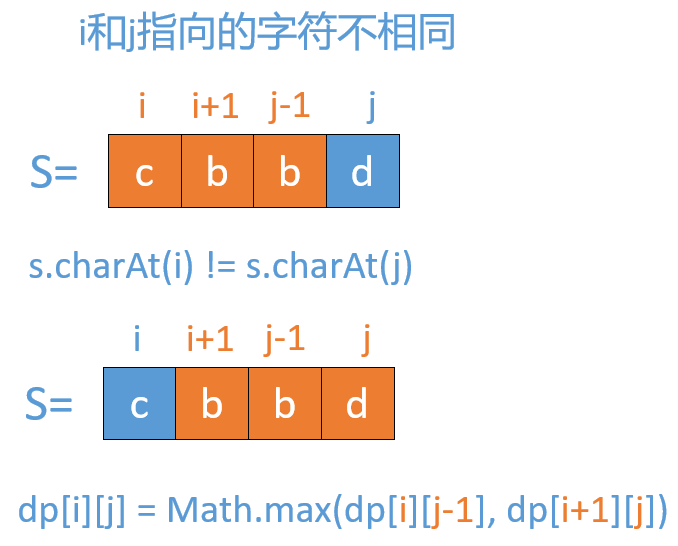 i和j指向的字符不相同
i i+1 j-1 j
S= c b b d
s.charAt(i) != s.charAt(j)
i i+1 j-1 j
S= c b b d
dp[i][j] = Math.max(dp[i][j-1], dp[i+1][j])